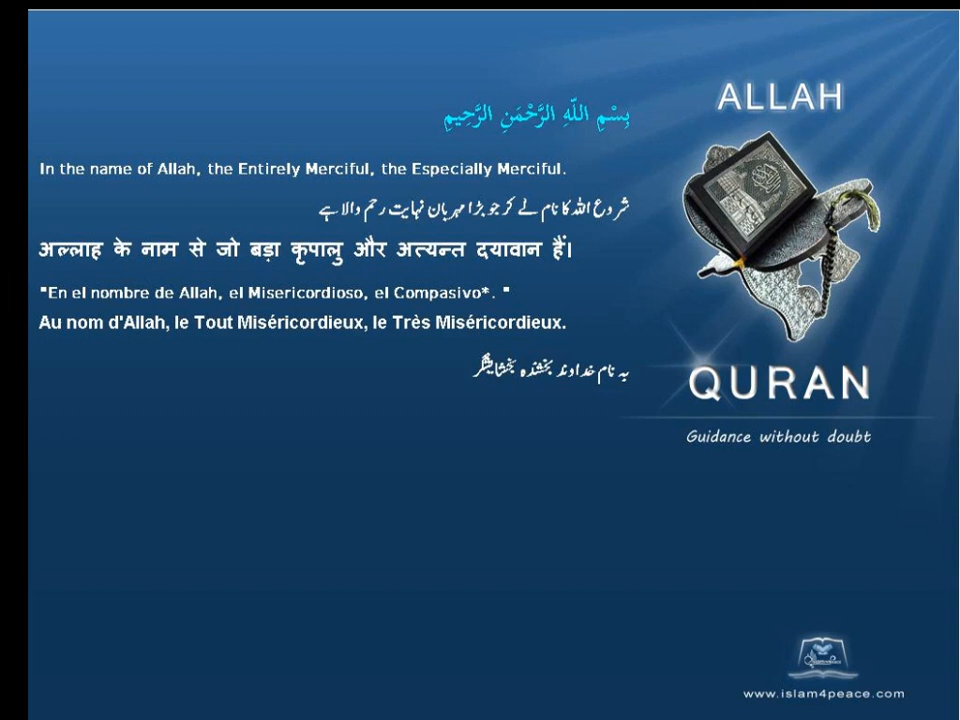 بِسْمِ اللَّهِ الرَّحْمَنِ الرَّحِيمِ
In the name of Allah, the Entirely Merciful, the Especially Merciful.
شروع الله کا نام لے کر جو بڑا مہربان نہایت رحم والا ہے
अल्लाह के नाम से जो बड़ा कृपालु और अत्यन्त दयावान हैं।
"En el nombre de Allah, el Misericordioso, el Compasivo*. "
Au nom d'Allah, le Tout Miséricordieux, le Très Miséricordieux.
به نام خداوند بخشنده بخشایشگر
ALLAH
QURAN
Guidance without doubt
www.islam4peace.com